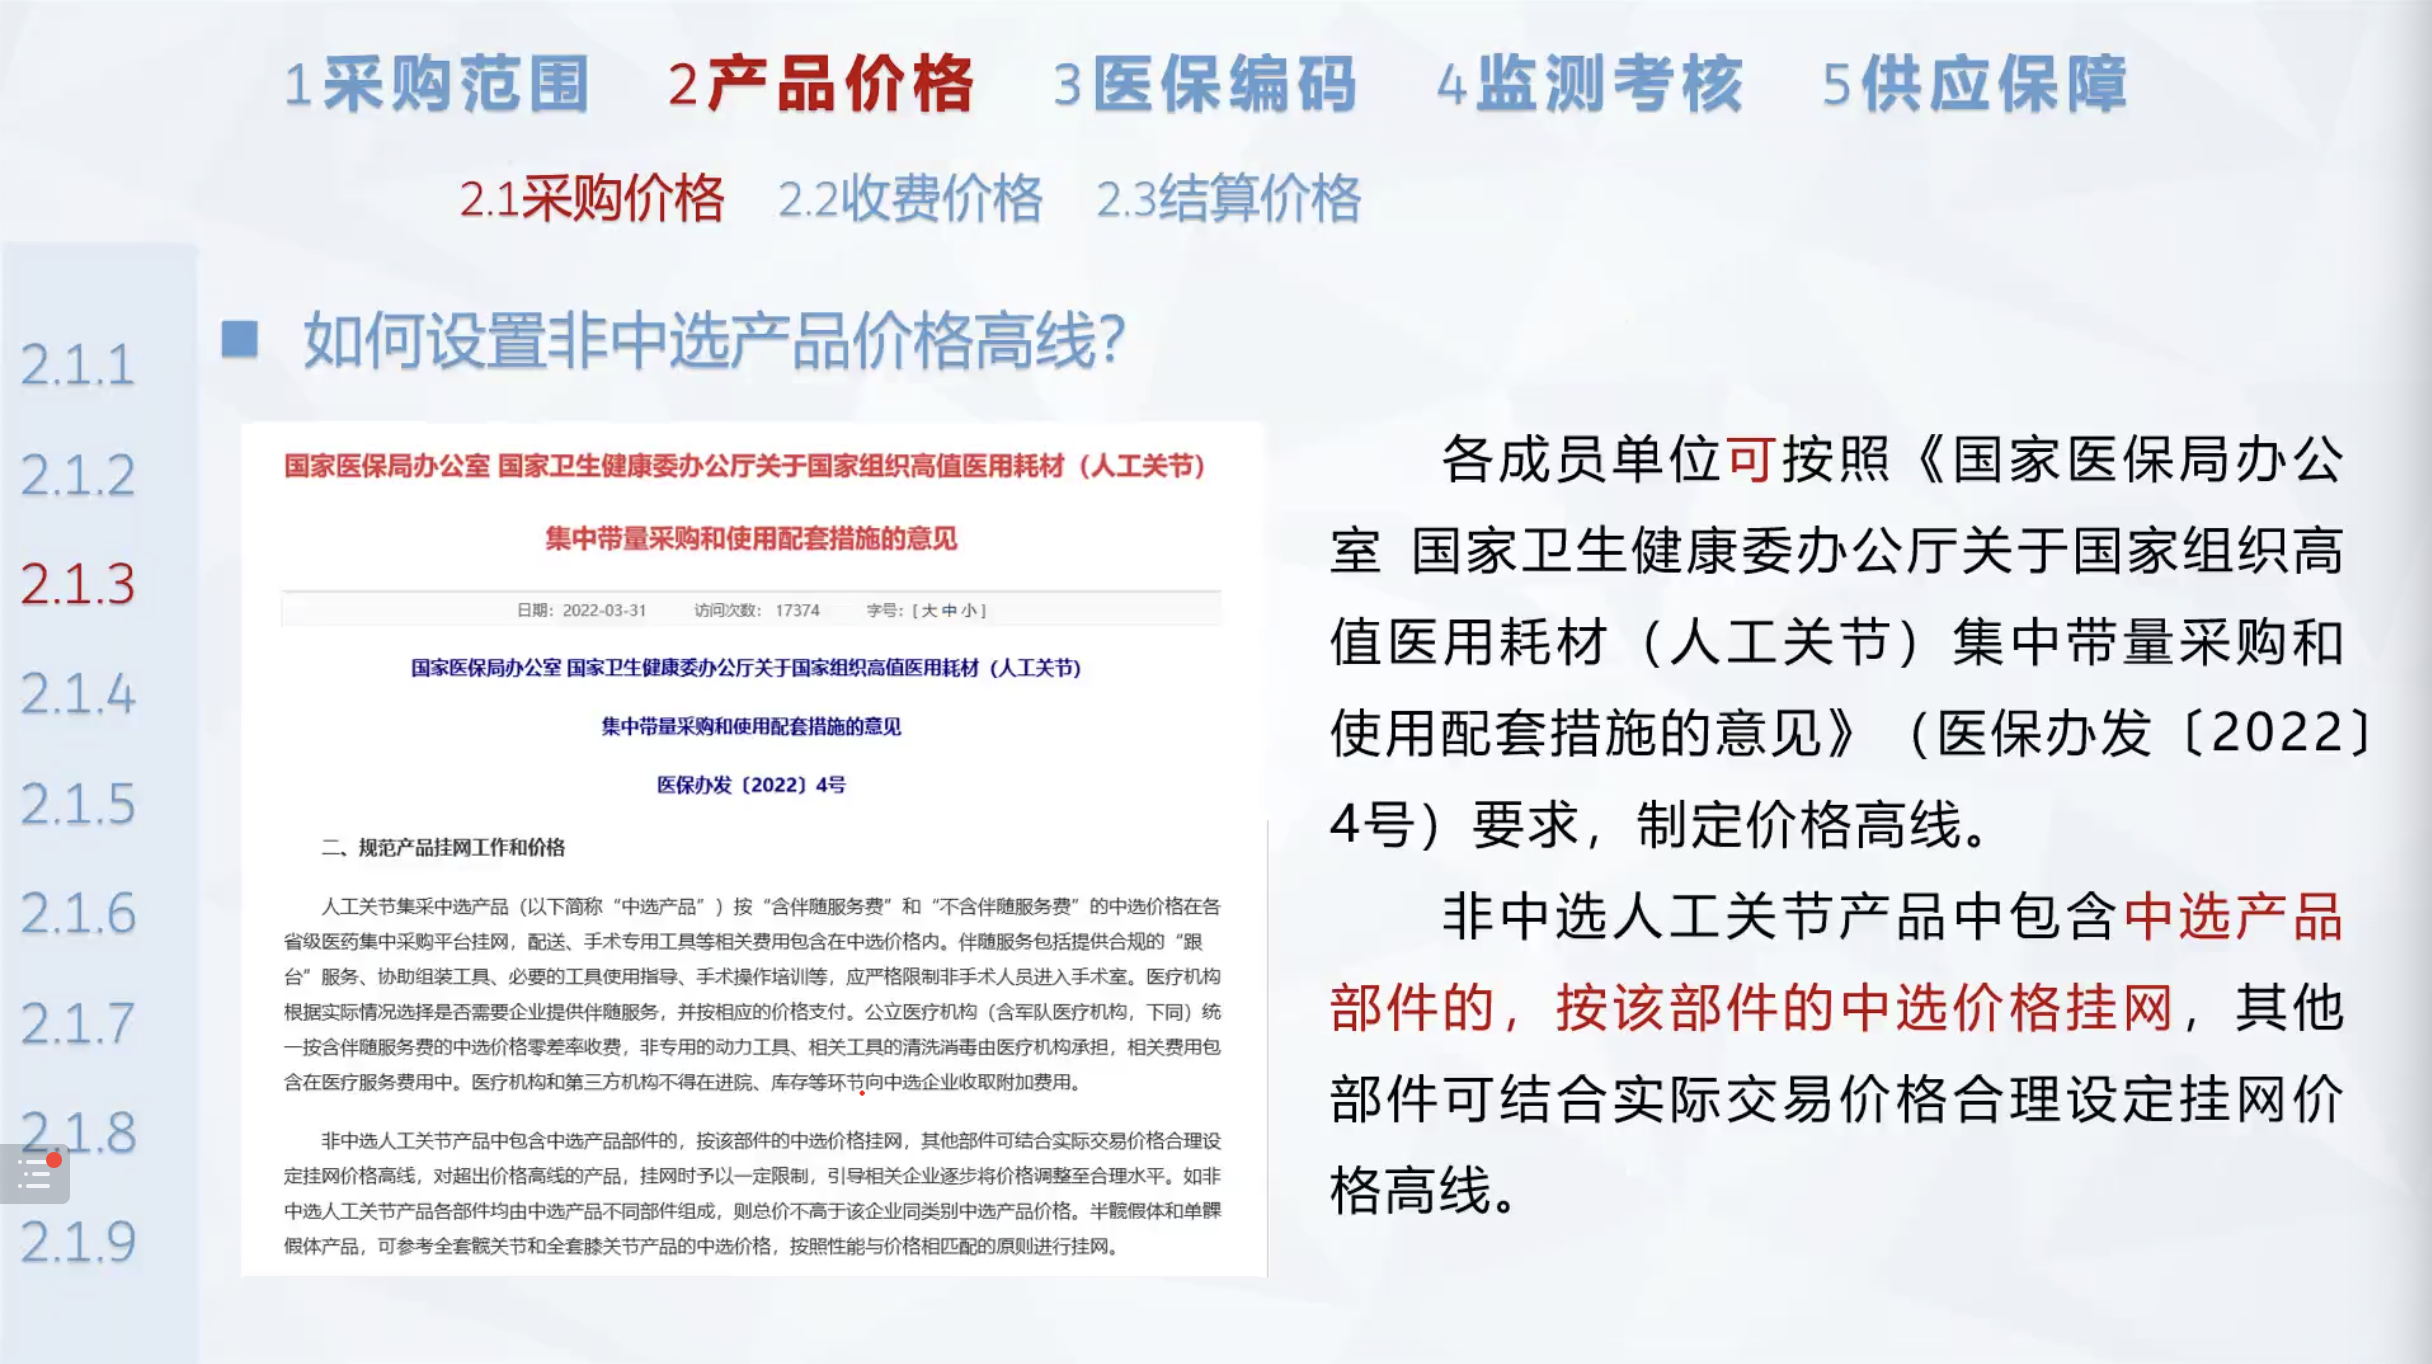 1采购范围 2产品价格 3医保编码 4监测考核 5供应保障
2.1采购价格 2.2收费价格 2.3结算价格
2.1.1
2.1.2
2.1.3
2.1.4
2.1.5
2.1.6
2.1.7
2.1.8
2.1.9
■ 如何设置非中选产品价格高线？
国家医保局办公室 国家卫生健康委办公厅关于国家组织高值医用耗材（人工关节）
集中带量采购和使用配套措施的意见
日期：2022-03-31 访问次数： 17374 字号：[ 大 中 小 ]
国家医保局办公室 国家卫生健康委办公厅关于国家组织高值医用耗材（人工关节）
集中带量采购和使用配套措施的意见
医保办发〔2022〕4号
二、规范产品挂网工作和价格
人工关节集采中选产品（以下简称“中选产品”）按“含伴随服务费”和“不含伴随服务费”的中选价格在各
省级医药集中采购平台挂网，配送、手术专用工具等相关费用包含在中选价格内。伴随服务包括提供合规的“跟
台”服务、协助组装工具、必要的工具使用指导、手术操作培训等，应严格限制非手术人员进入手术室。医疗机构
根据实际情况选择是否需要企业提供伴随服务，并按相应的价格支付。公立医疗机构（含军队医疗机构，下同）统
一按含伴随服务费的中选价格零差率收费，非专用的动力工具、相关工具的清洗消毒由医疗机构承担，相关费用包
含在医疗服务费用中。医疗机构和第三方机构不得在进院、库存等环节向中选企业收取附加费用。
非中选人工关节产品中包含中选产品部件的，按该部件的中选价格挂网，其他部件可结合实际交易价格合理设
定挂网价格高线，对超出价格高线的产品，挂网时予以一定限制，引导相关企业逐步将价格调整至合理水平。如非
中选人工关节产品各部件均由中选产品不同部件组成，则总价不高于该企业同类别中选产品价格。半髋假体和单髁
假体产品，可参考全套髋关节和全套膝关节产品的中选价格，按照性能与价格相匹配的原则进行挂网。
各成员单位可按照《国家医保局办公
室 国家卫生健康委办公厅关于国家组织高
值医用耗材（人工关节）集中带量采购和
使用配套措施的意见》（医保办发〔2022〕
4号）要求，制定价格高线。
非中选人工关节产品中包含中选产品
部件的，按该部件的中选价格挂网，其他
部件可结合实际交易价格合理设定挂网价
格高线。